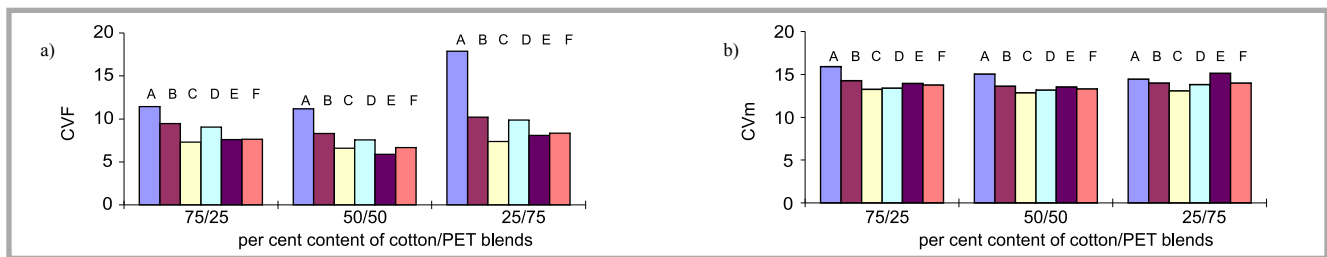 a)
CVF
20
15
10
5
0
A B C D E F
A B C D E F
A B C D E F
75/25 50/50 25/75
per cent content of cotton/PET blends
b)
CVm
20
15
10
5
0
A B C D E F
A B C D E F
A B C D E F
75/25 50/50 25/75
per cent content of cotton/PET blends